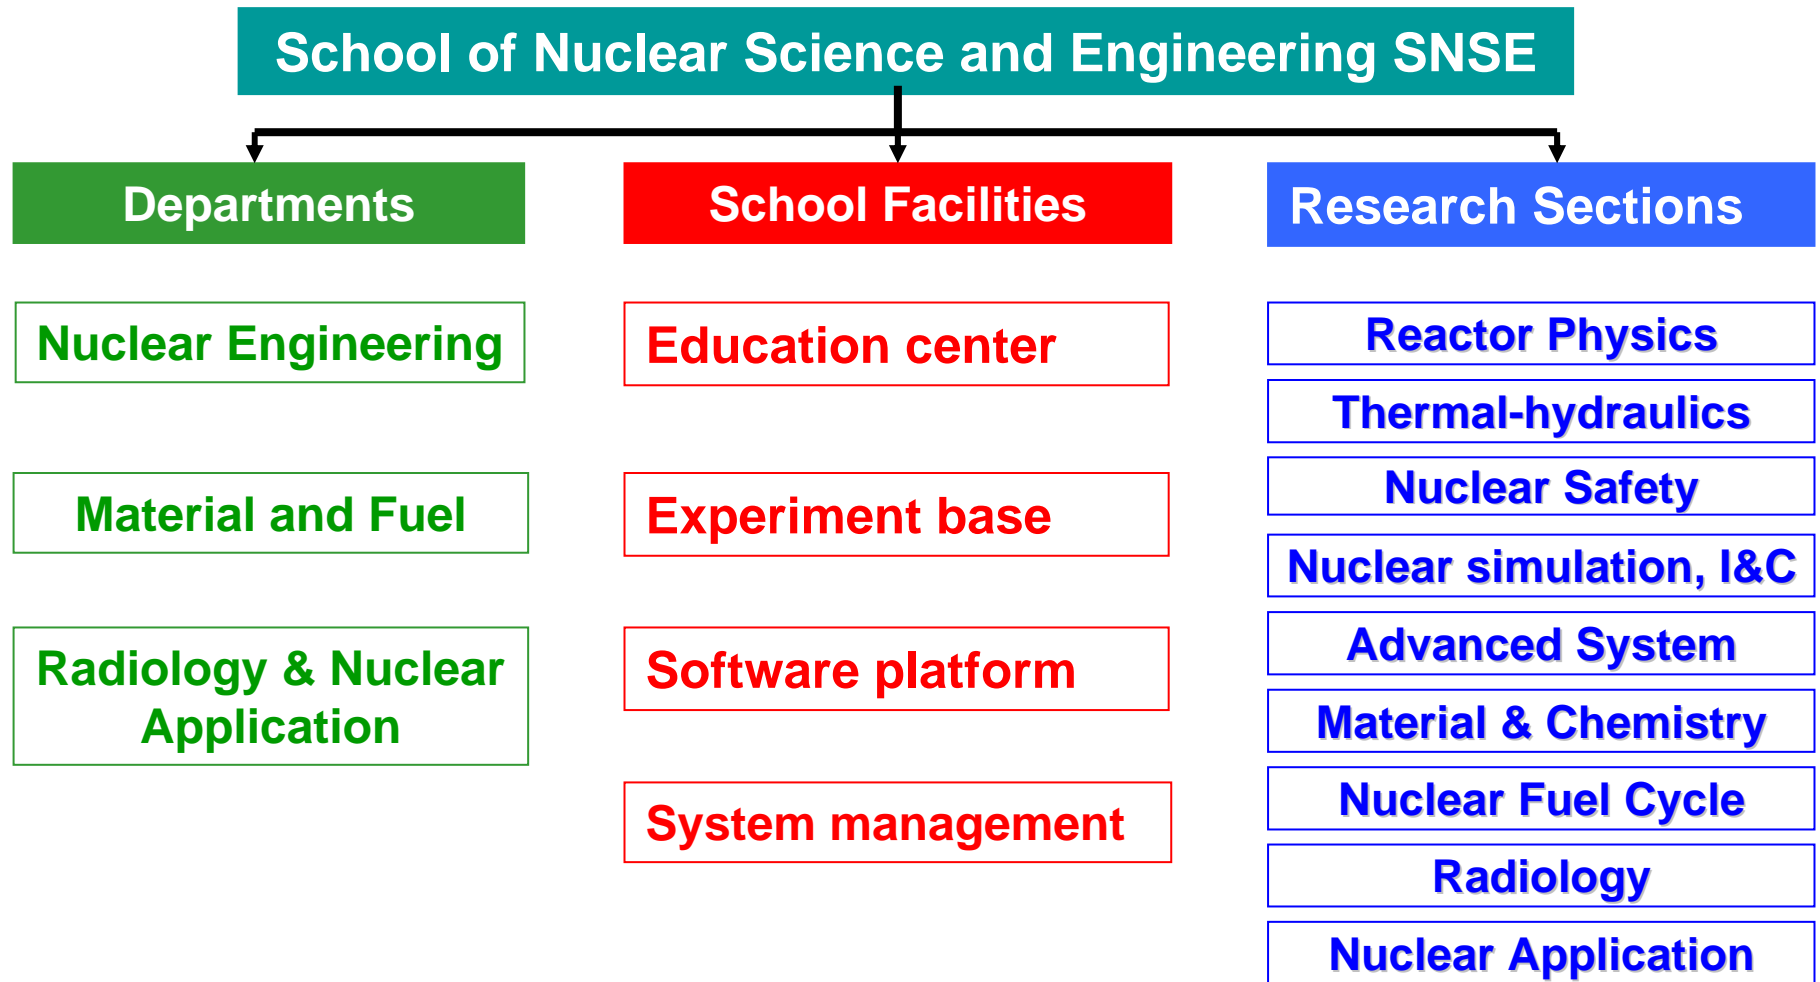 School of Nuclear Science and Engineering SNSE
Departments
Nuclear Engineering
Material and Fuel
Radiology & Nuclear
Application
School Facilities
Education center
Experiment base
Software platform
System management
Research Sections
Reactor Physics
Thermal-hydraulics
Nuclear Safety
Nuclear simulation, I&C
Advanced System
Material & Chemistry
Nuclear Fuel Cycle
Radiology
Nuclear Application